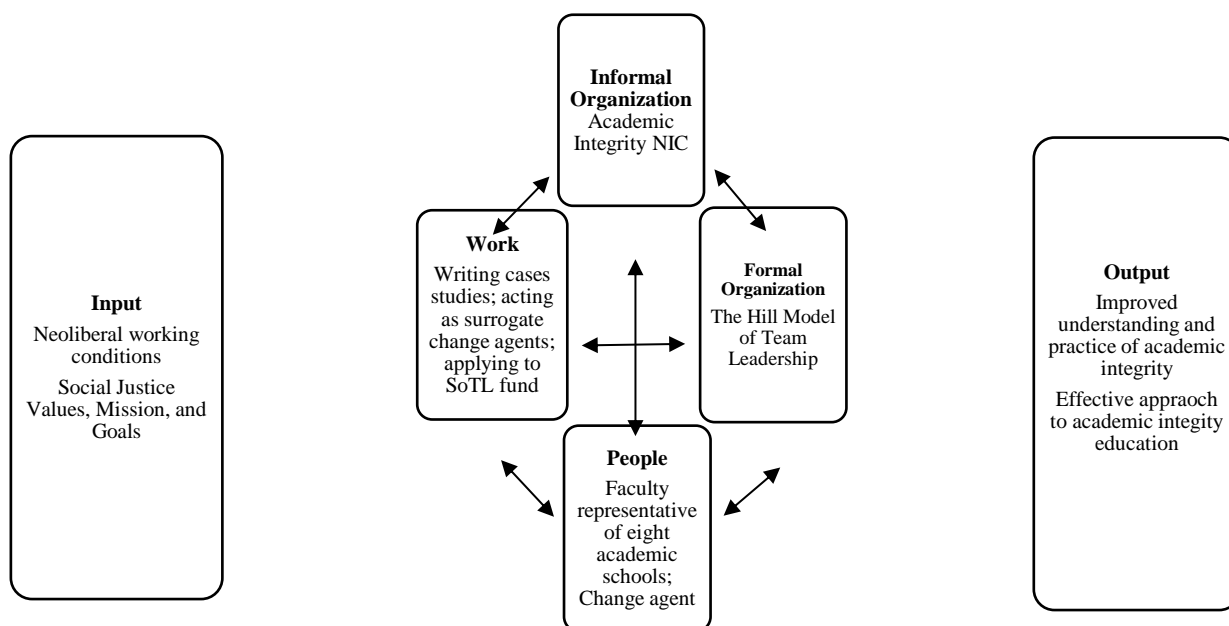 Input
Neoliberal working
conditions
Social Justice
Values, Mission, and
Goals
Informal
Organization
Academic
Integrity NIC
Work
Writing cases
studies; acting
as surrogate
change agents;
applying to
SoTL fund
Formal
Organization
The Hill Model
of Team
Leadership
People
Faculty
representative
of eight
academic
schools;
Change agent
Output
Improved
understanding and
practice of academic
integrity
Effective appraoch
to academic integity
education